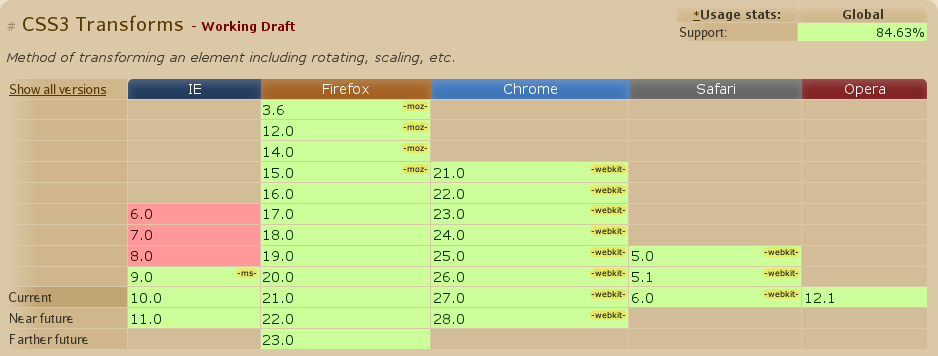 # CSS3 Transforms - Working Draft
*Usage stats: Global
Support: 84.63%
Method of transforming an element including rotating, scaling, etc.
Show all versions IE Firefox Chrome Safari Opera
3.6 -moz-
12.0 -moz-
14.0 -moz-
15.0 -moz- 21.0 -webkit-
16.0 22.0 -webkit-
6.0 17.0 23.0 -webkit-
7.0 18.0 24.0 -webkit-
8.0 19.0 25.0 -webkit- 5.0 -webkit-
9.0 -ms- 20.0 26.0 -webkit- 5.1 -webkit-
Current 10.0 21.0 27.0 -webkit- 6.0 -webkit- 12.1
Near future 11.0 22.0 28.0 -webkit-
Farther future 23.0